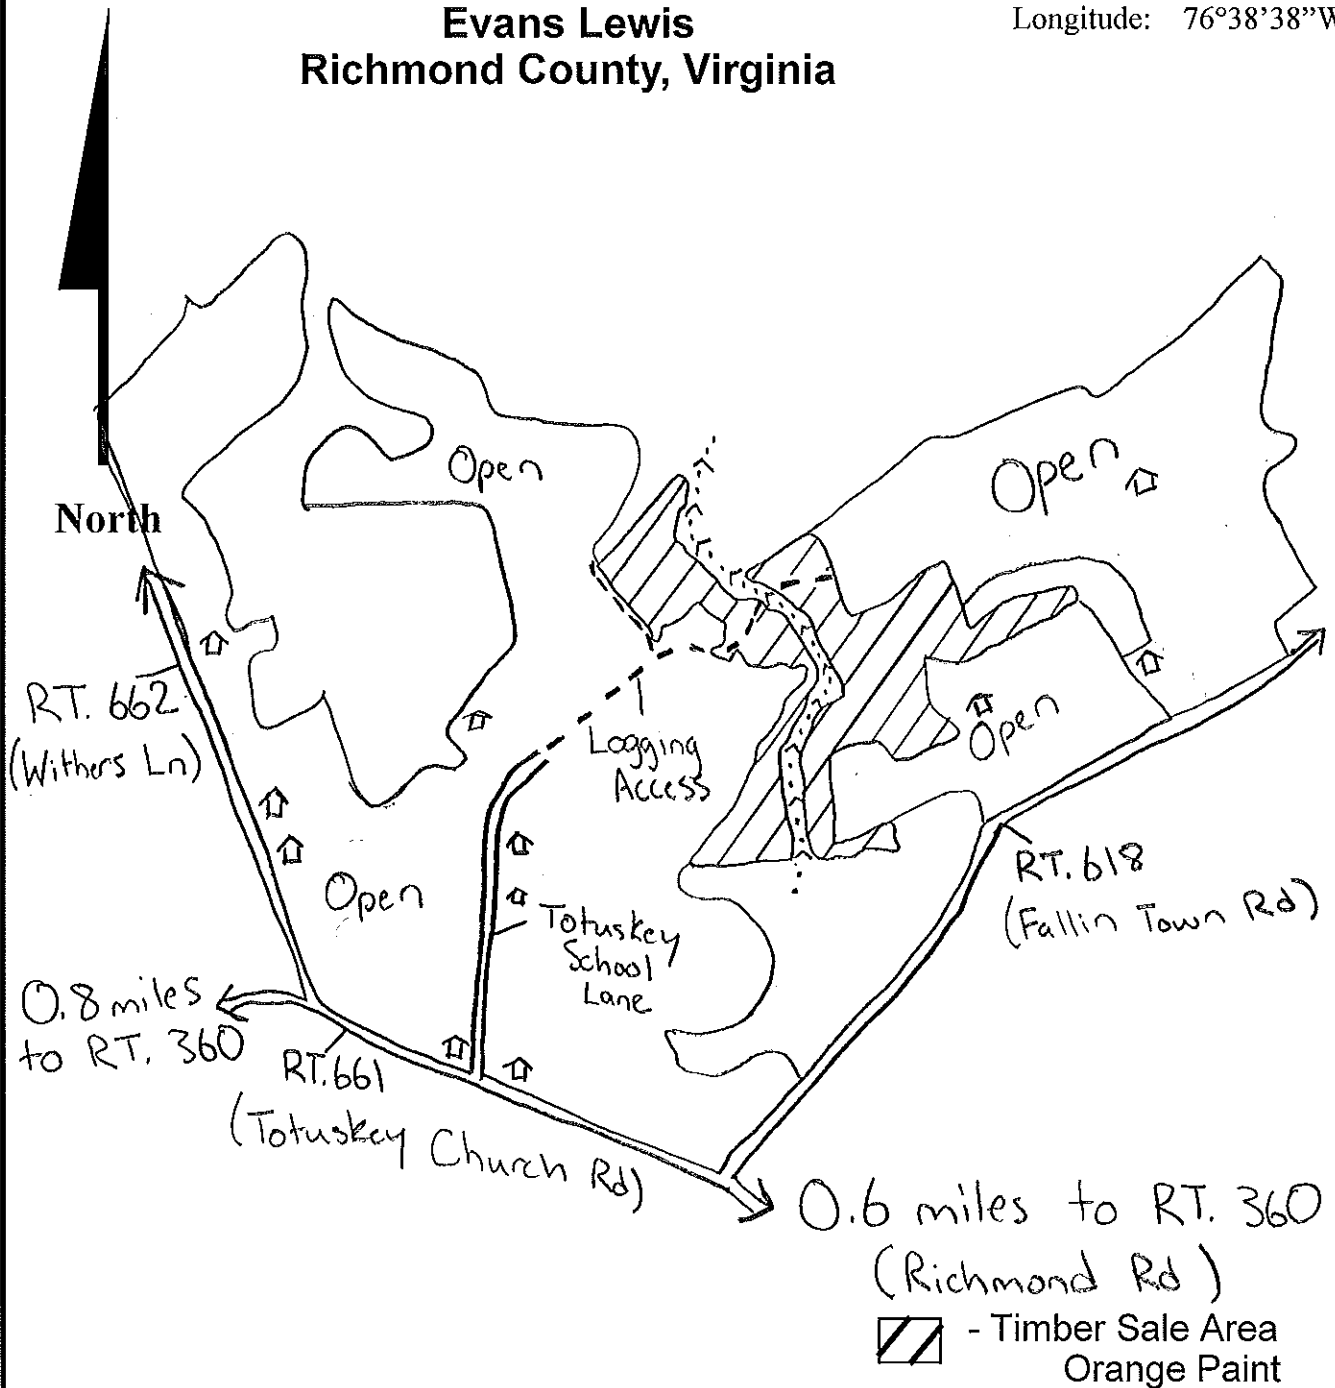 Evans Lewis
Richmond County, Virginia
Longitude: 76°38'38”W
North
Open
Open
RT. 662
(Withers Ln)
Logging
Access
Open
Open
RT. 618
(Fallin Town Rd)
Totuskey
School
Lane
0.8 miles
to RT. 360
RT. 661
(Totuskey Church Rd)
0.6 miles to RT. 360
(Richmond Rd)
- Timber Sale Area
Orange Paint